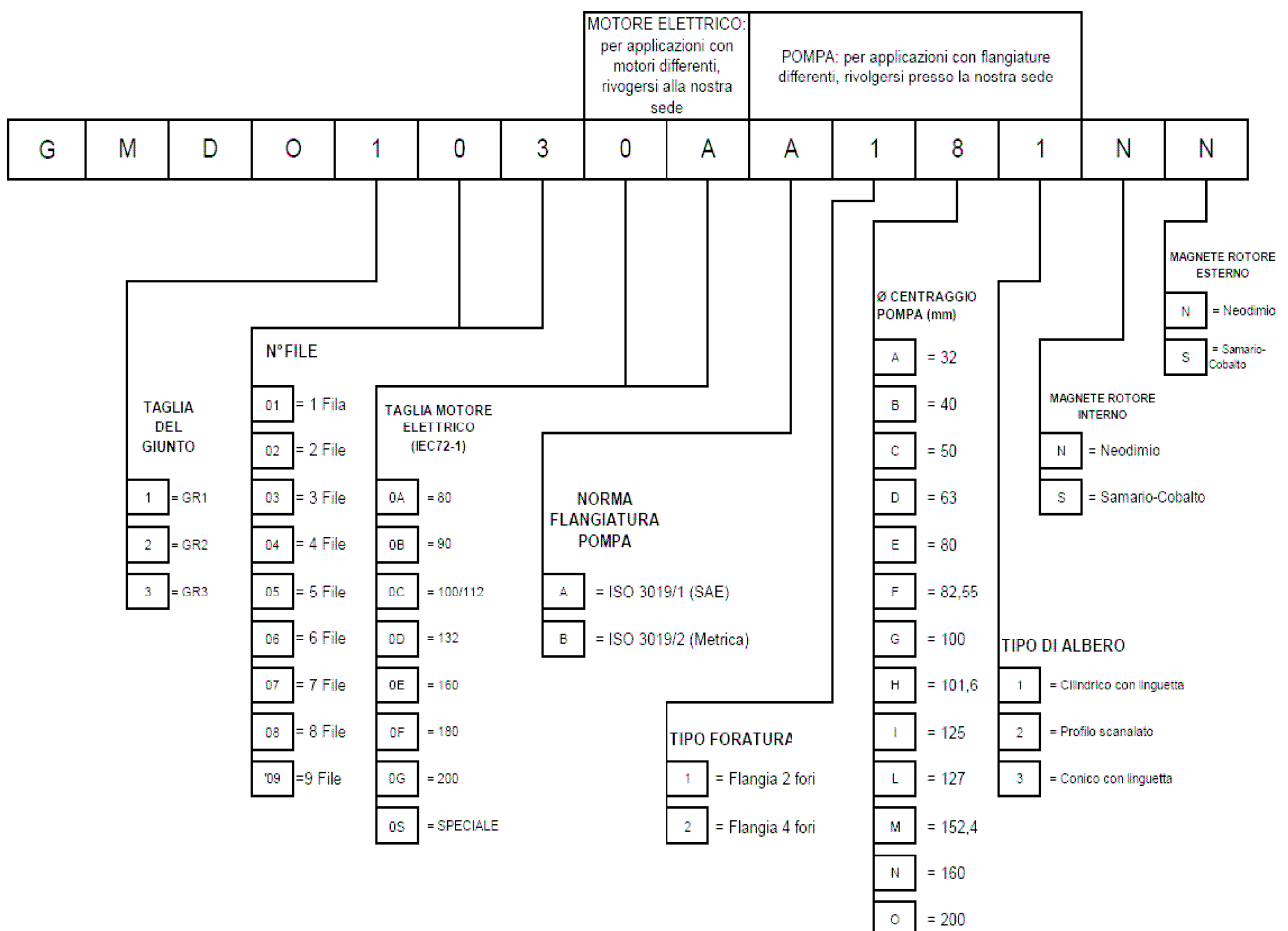 MOTORE ELETTRICO:
per applicazioni con
motori differenti,
rivogersi alla nostra
sede
POMPA: per applicazioni con flangiature
differenti, rivolgersi presso la nostra sede
G M D O 1 0 3 0 A A 1 8 1 N N
MAGNETE ROTORE
ESTERNO
N = Neodimio
S = Samario-
Cobalto
Ø CENTRAGGIO
POMPA (mm)
A = 32
B = 40
C = 50
D = 63
E = 80
F = 82,55
G = 100
H = 101,6
I = 125
L = 127
M = 152,4
N = 160
O = 200
N° FILE
01 = 1 Fila
02 = 2 File
03 = 3 File
04 = 4 File
05 = 5 File
06 = 6 File
07 = 7 File
08 = 8 File
'09 =9 File
TAGLIA
DEL
GIUNTO
1 = GR1
2 = GR2
3 = GR3
TAGLIA MOTORE
ELETTRICO
(IEC72-1)
0A = 80
0B = 90
0C = 100/112
0D = 132
0E = 160
0F = 180
0G = 200
0S = SPECIALE
MAGNETE ROTORE
INTERNO
N = Neodimio
S = Samario-Cobalto
NORMA
FLANGIATURA
POMPA
A = ISO 3019/1 (SAE)
B = ISO 3019/2 (Metrica)
TIPO DI ALBERO
1 = Cilindrico con linguetta
2 = Profilo scanalato
3 = Conico con linguetta
TIPO FORATURA
1 = Flangia 2 fori
2 = Flangia 4 fori